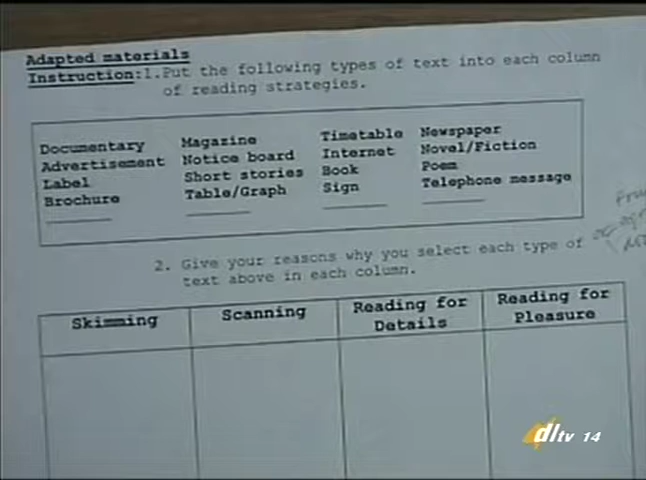 Adapted materials
Instruction:1.Put the following types of text into each column
of reading strategies.
Documentary Magazine Timetable Newspaper
Advertisement Notice board Internet Novel/Fiction
Label Short stories Book Poem
Brochure Table/Graph Sign Telephone message
2. Give your reasons why you select each type of
text above in each column.
Skimming Scanning Reading for Details Reading for Pleasure
dltv 14